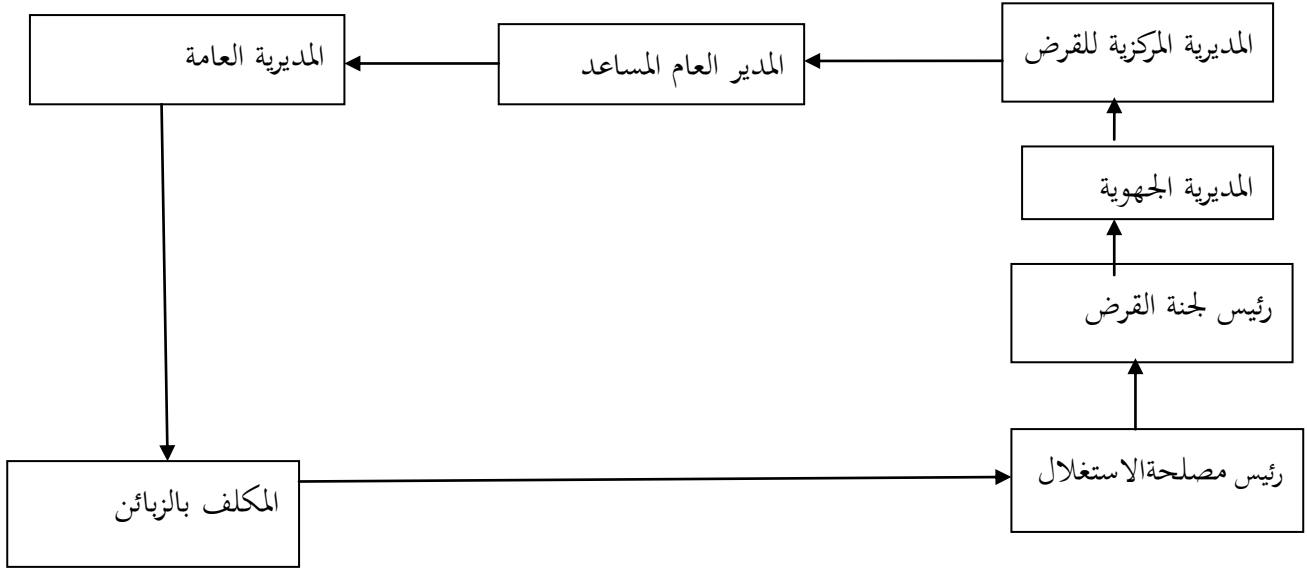 المديرية المركزية للقرض
المدير العام المساعد
المديرية العامة
المديرية الجهوية
رئيس لجنة القرض
رئيس مصلحةالاستغلال
المكلف بالزبائن